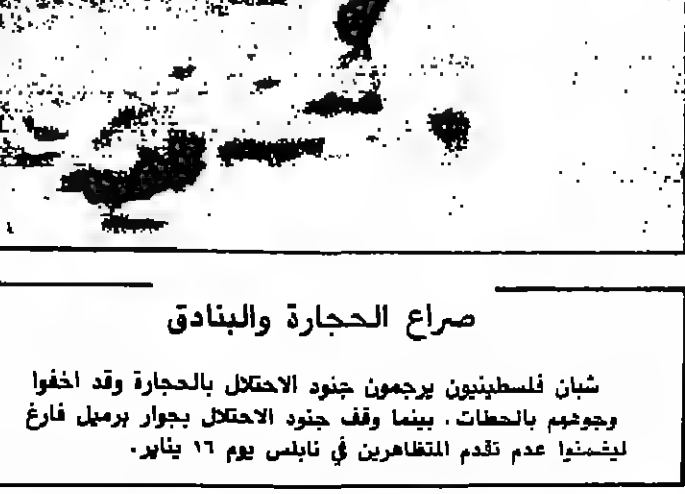 صراع الحجارة والبنادق
شبان فلسطينيون يرجمون جنود الاحتلال بالحجارة وقد اخفوا
وجوههم بالحطات . بينما وقف جنود الاحتلال بجوار برميل فارغ
ليضمنوا عدم تقدم المتظاهرين في نابلس يوم ١٦ يناير .